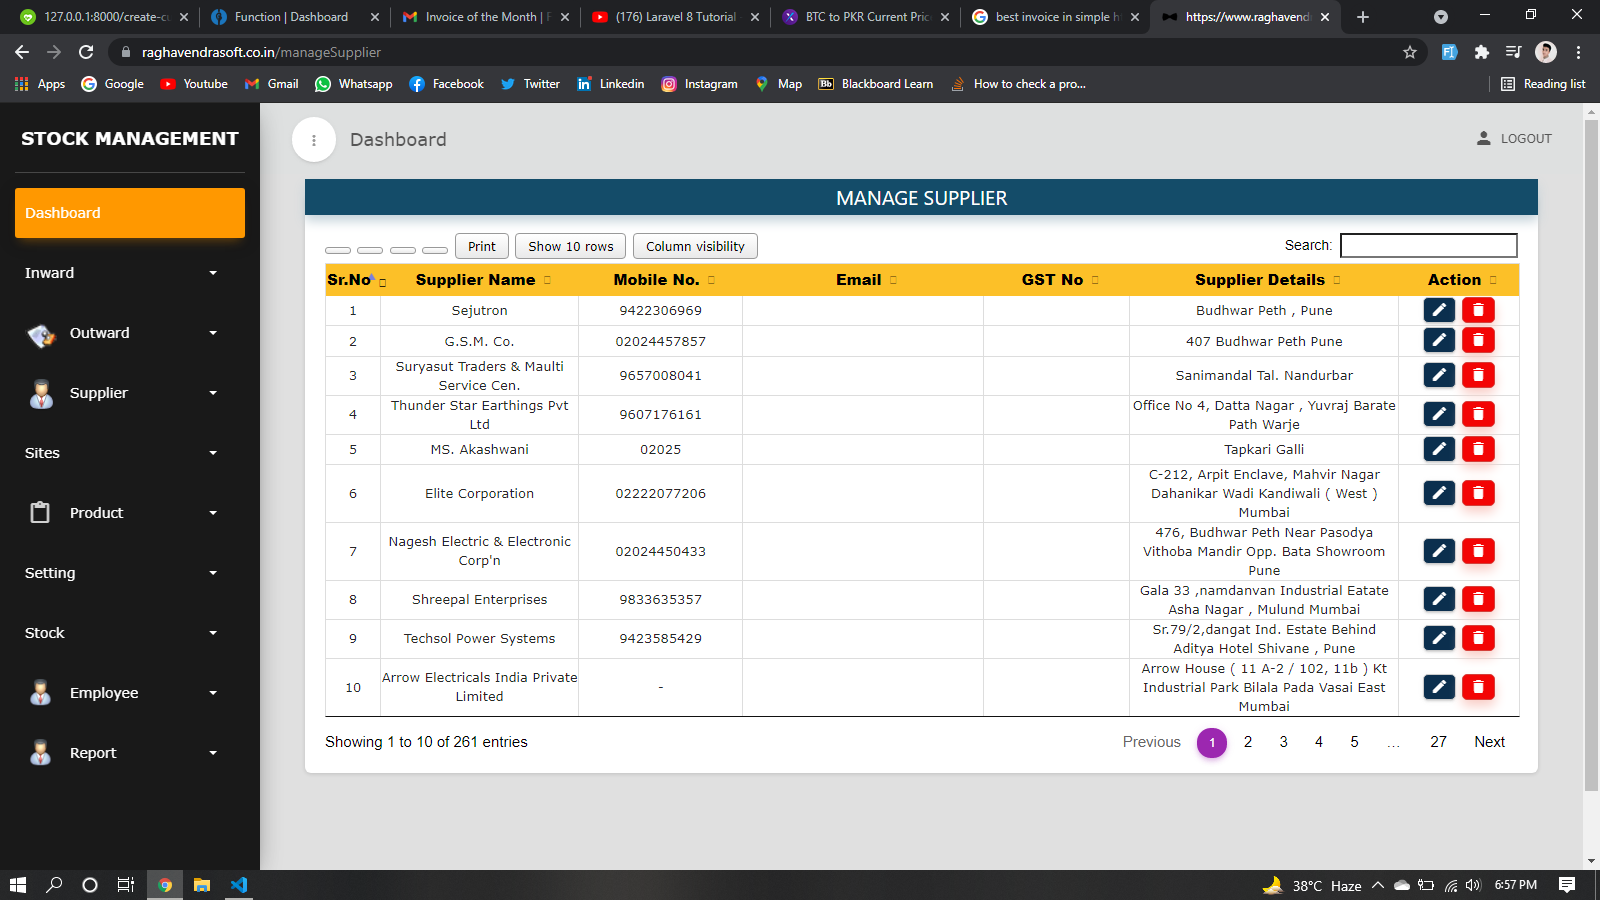 127.0.0.1:8000/create-cu
Function | Dashboard
Invoice of the Month | F
(176) Laravel 8 Tutorial
BTC to PKR Current Pric
best invoice in simple h
https://www.raghavend
raghavendrasoft.co.in/manageSupplier
Apps
Google
Youtube
Gmail
Whatsapp
Facebook
Twitter
Linkedin
Instagram
Map
Bb Blackboard Learn
How to check a pro...
Reading list
STOCK MANAGEMENT
Dashboard
Inward
Outward
Supplier
Sites
Product
Setting
Stock
Employee
Report
Dashboard
LOGOUT
MANAGE SUPPLIER
Print
Show 10 rows
Column visibility
Search:
Sr.No Supplier Name Mobile No. Email GST No Supplier Details Action
1 Sejutron 9422306969 Budhwar Peth , Pune
2 G.S.M. Co. 02024457857 407 Budhwar Peth Pune
3 Suryasut Traders & Maulti
Service Cen.
9657008041 Sanimandal Tal. Nandurbar
4 Thunder Star Earthings Pvt
Ltd
9607176161
Office No 4, Datta Nagar , Yuvraj Barate
Path Warje
5 MS. Akashwani 02025 Tapkari Galli
6 Elite Corporation 02222077206
C-212, Arpit Enclave, Mahvir Nagar
Dahanikar Wadi Kandiwali ( West )
Mumbai
7 Nagesh Electric & Electronic
Corp'n
02024450433
476, Budhwar Peth Near Pasodya
Vithoba Mandir Opp. Bata Showroom
Pune
8 Shreepal Enterprises 9833635357
Gala 33 ,namdanvan Industrial Eatate
Asha Nagar , Mulund Mumbai
9 Techsol Power Systems 9423585429
Sr.79/2,dangat Ind. Estate Behind
Aditya Hotel Shivane , Pune
10 Arrow Electricals India Private
Limited
-
Arrow House ( 11 A-2 / 102, 11b ) Kt
Industrial Park Bilala Pada Vasai East
Mumbai
Showing 1 to 10 of 261 entries
Previous 1 2 3 4 5 … 27 Next
38°C Haze
6:57 PM